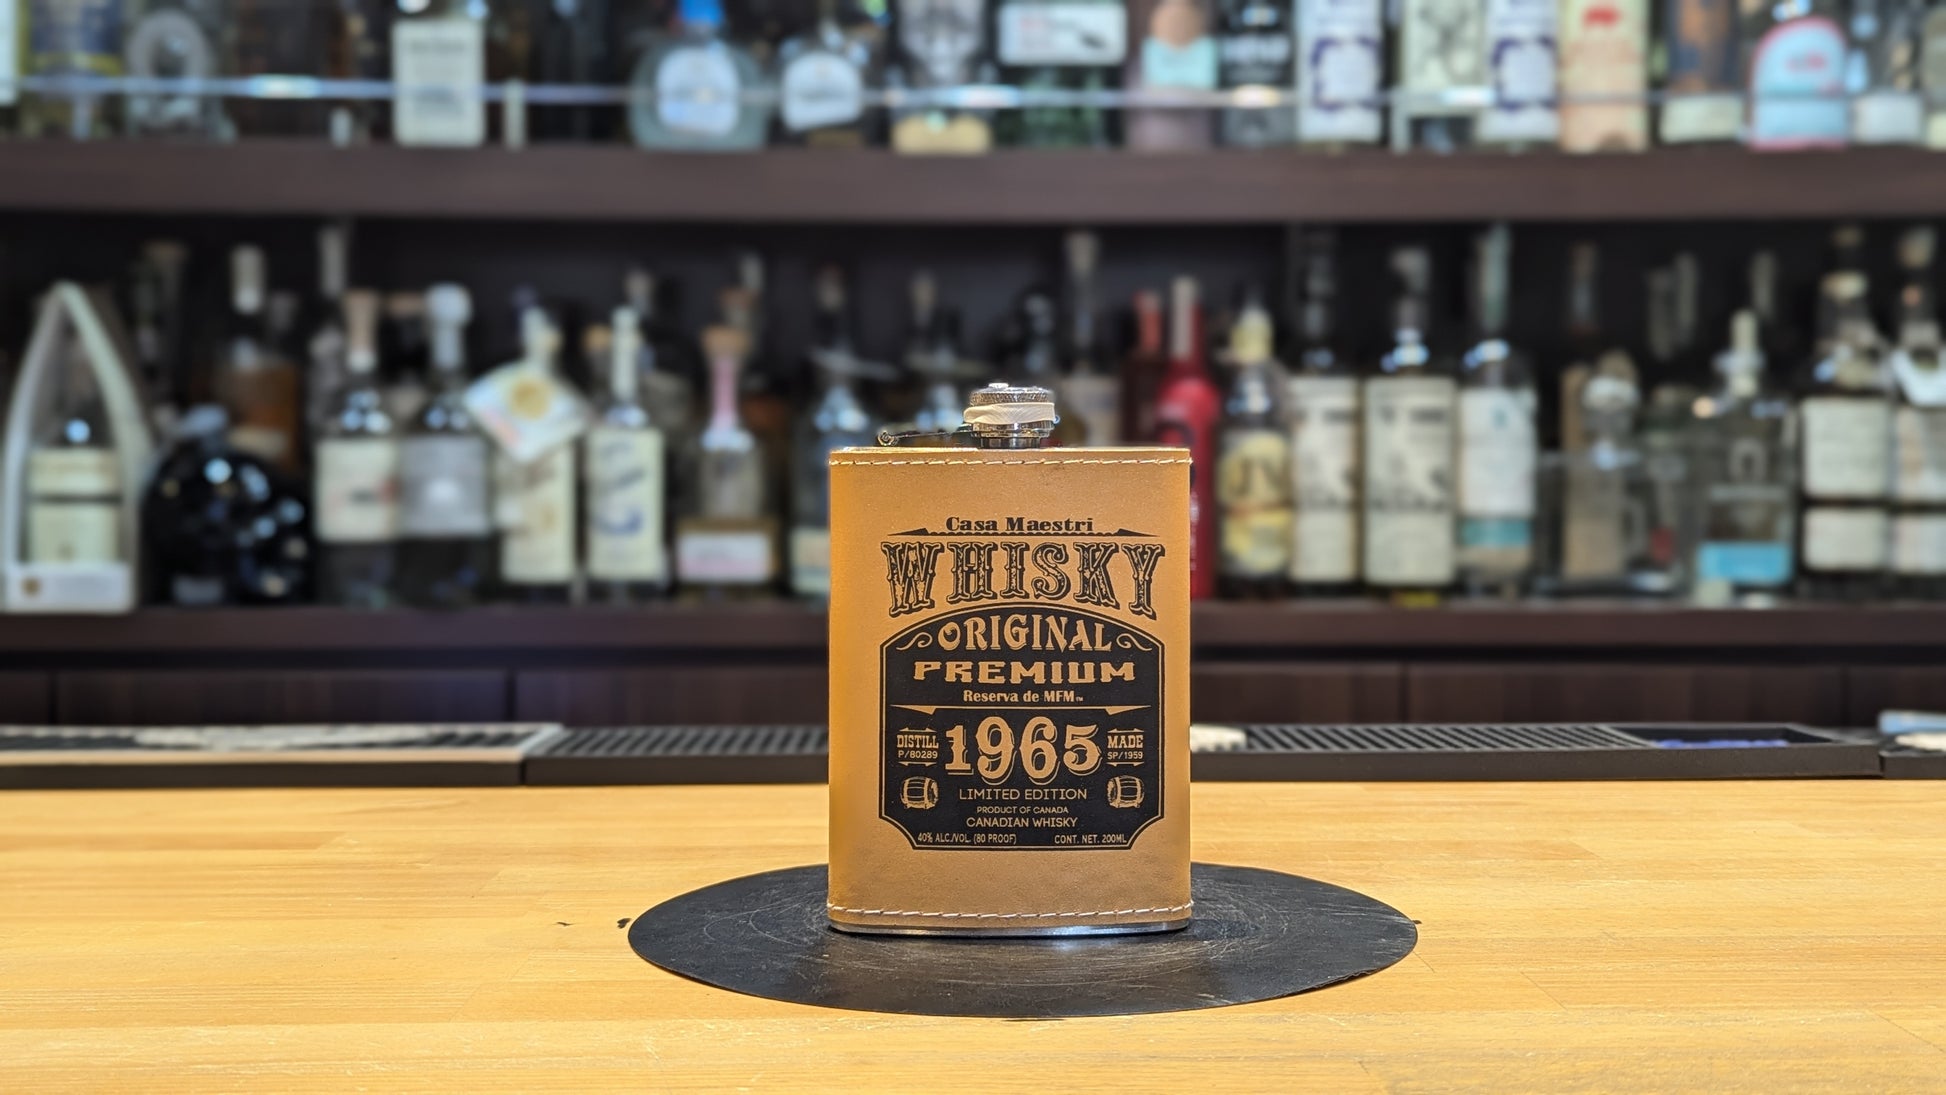 Casa Maestri
WHISKY
ORIGINAL
PREMIUM
Reserva de MFM™
DISTILL
P/80289
1965
MADE
SP/1959
LIMITED EDITION
PRODUCT OF CANADA
CANADIAN WHISKY
40% ALC./VOL. (80 PROOF)
CONT. NET. 200ML